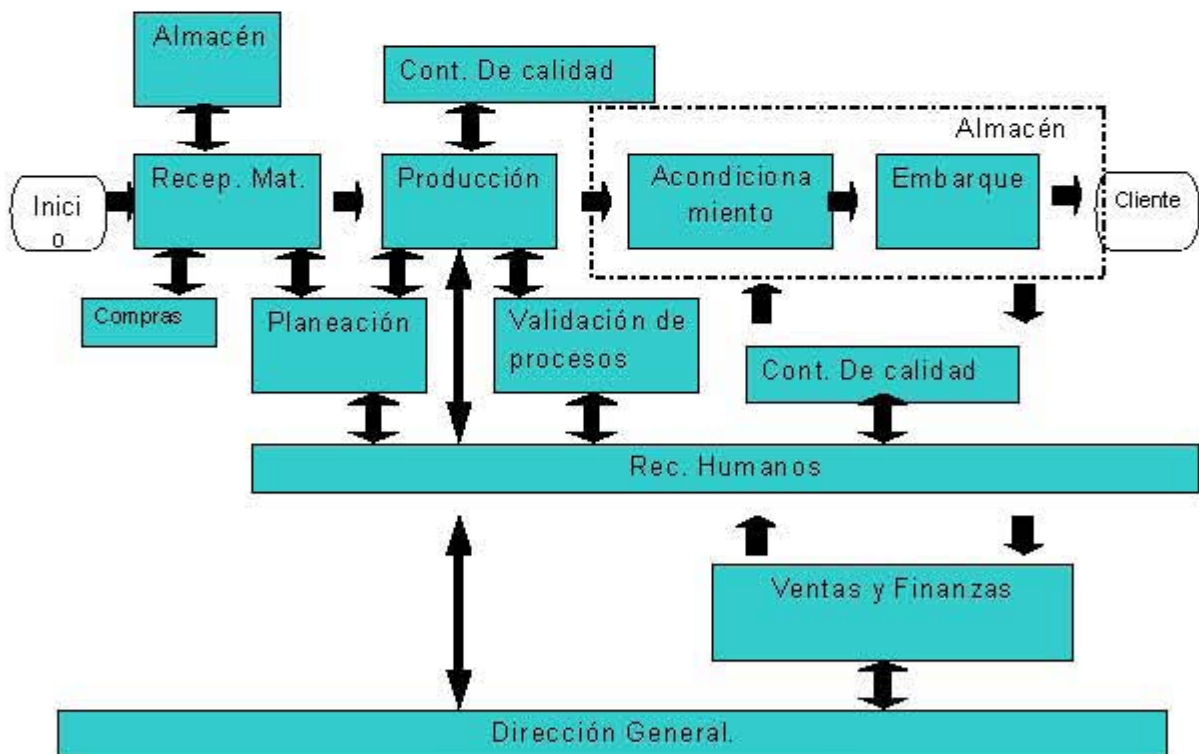 Almacén
Cont. De calidad
Almacén
Recep. Mat.
Producción
Acondiciona
miento
Embarque
Inici
o
Cliente
Compras
Planeación
Validación de
procesos
Cont. De calidad
Rec. Humanos
Ventas y Finanzas
Dirección General.